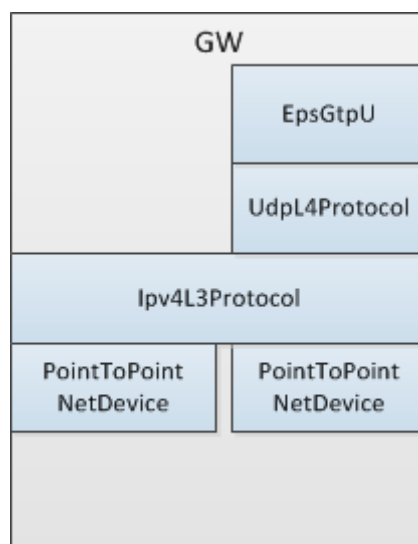 GW
EpsGtpU
UdpL4Protocol
Ipv4L3Protocol
PointToPoint
NetDevice
PointToPoint
NetDevice